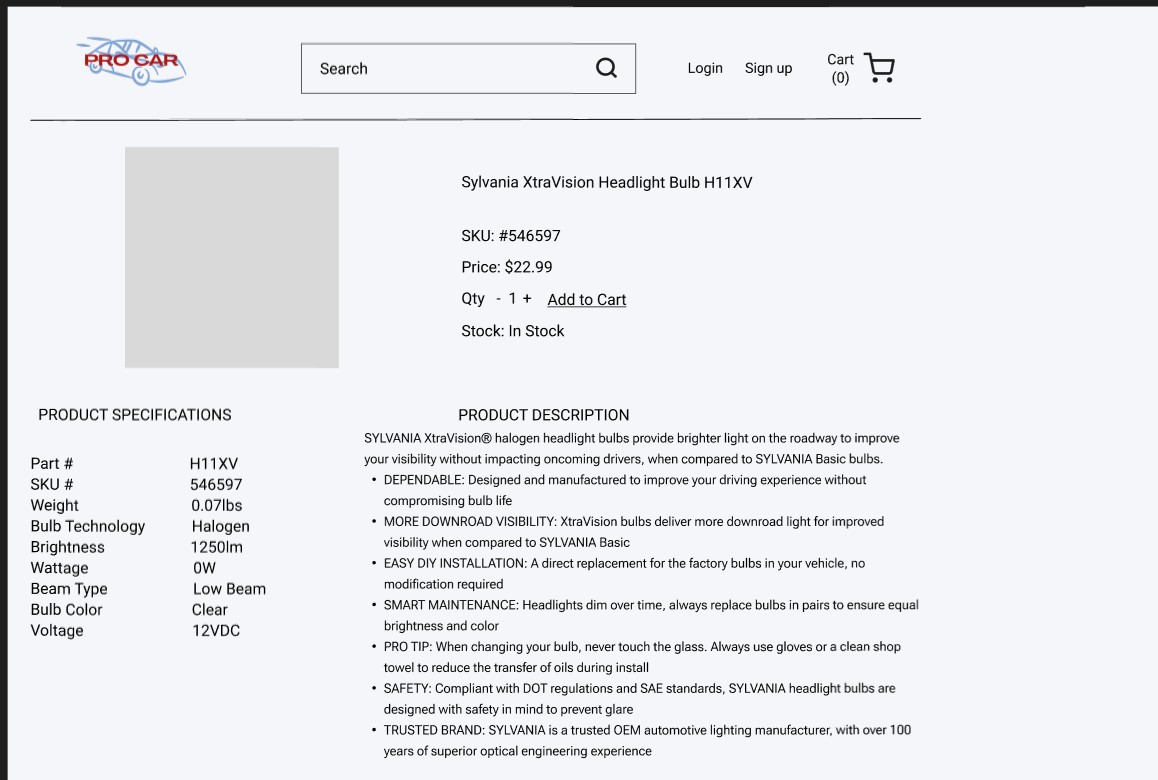 PRO CAR
Search
Login
Sign up
Cart
(0)
Sylvania XtraVision Headlight Bulb H11XV
SKU: #546597
Price: $22.99
Qty - 1 + Add to Cart
Stock: In Stock
PRODUCT SPECIFICATIONS
Part # H11XV
SKU # 546597
Weight 0.07lbs
Bulb Technology Halogen
Brightness 1250lm
Wattage 0W
Beam Type Low Beam
Bulb Color Clear
Voltage 12VDC
PRODUCT DESCRIPTION
SYLVANIA XtraVision® halogen headlight bulbs provide brighter light on the roadway to improve
your visibility without impacting oncoming drivers, when compared to SYLVANIA Basic bulbs.
• DEPENDABLE: Designed and manufactured to improve your driving experience without
compromising bulb life
• MORE DOWNROAD VISIBILITY: XtraVision bulbs deliver more downroad light for improved
visibility when compared to SYLVANIA Basic
• EASY DIY INSTALLATION: A direct replacement for the factory bulbs in your vehicle, no
modification required
• SMART MAINTENANCE: Headlights dim over time, always replace bulbs in pairs to ensure equal
brightness and color
• PRO TIP: When changing your bulb, never touch the glass. Always use gloves or a clean shop
towel to reduce the transfer of oils during install
• SAFETY: Compliant with DOT regulations and SAE standards, SYLVANIA headlight bulbs are
designed with safety in mind to prevent glare
• TRUSTED BRAND: SYLVANIA is a trusted OEM automotive lighting manufacturer, with over 100
years of superior optical engineering experience